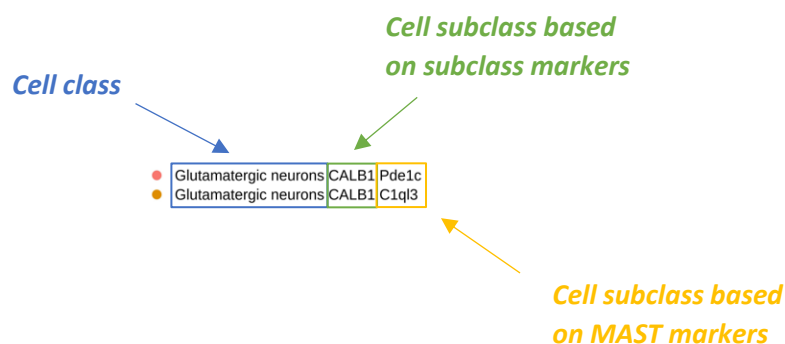 Cell subclass based
on subclass markers
Cell class
Glutamatergic neurons CALB1 Pde1c
Glutamatergic neurons CALB1 C1ql3
Cell subclass based
on MAST markers